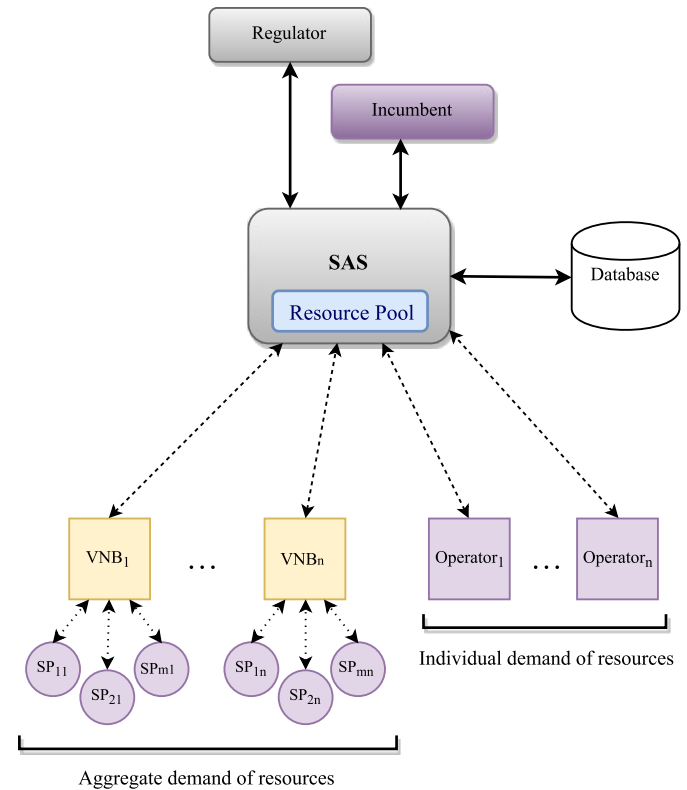 Regulator
Incumbent
SAS
Resource Pool
Database
VNB1
...
VNBn
Operator1
...
Operatorn
SP11
SP21
SPm1
SP1n
SP2n
SPmn
Individual demand of resources
Aggregate demand of resources